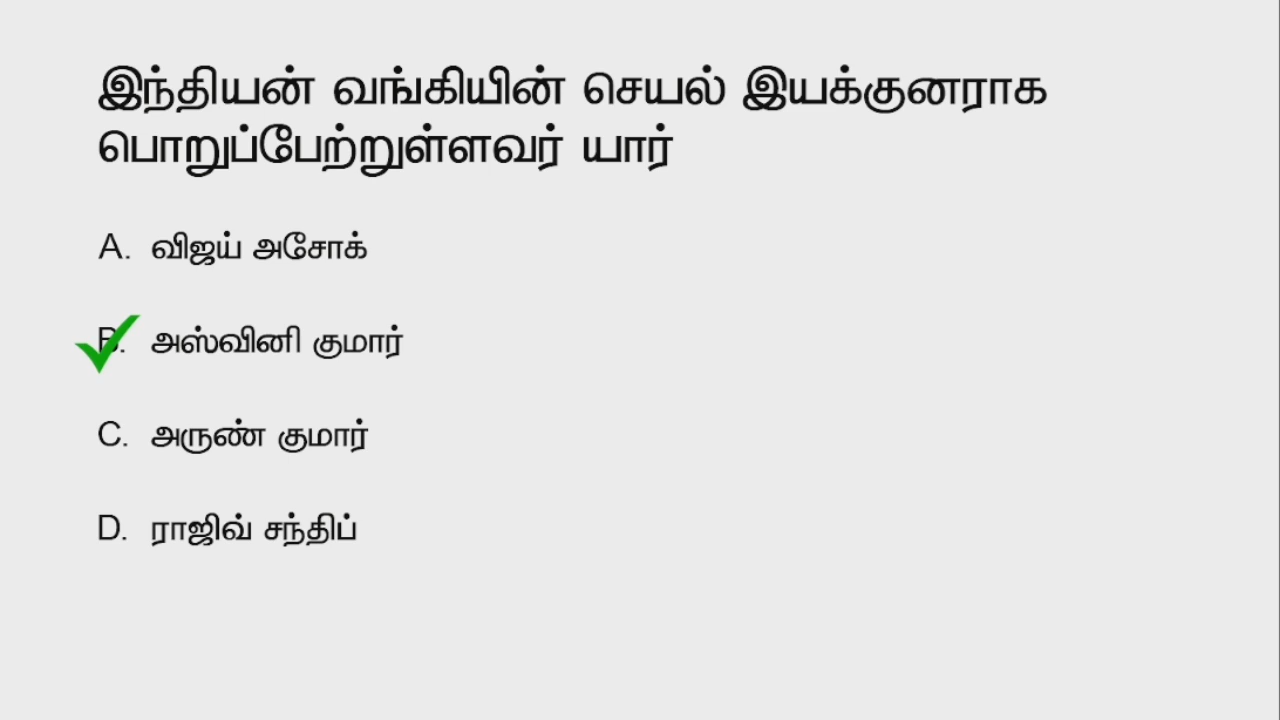 இந்தியன் வங்கியின் செயல் இயக்குனராக
பொறுப்பேற்றுள்ளவர் யார்
A. விஜய் அசோக்
B. அஸ்வினி குமார்
C. அருண் குமார்
D. ராஜிவ் சந்திப்